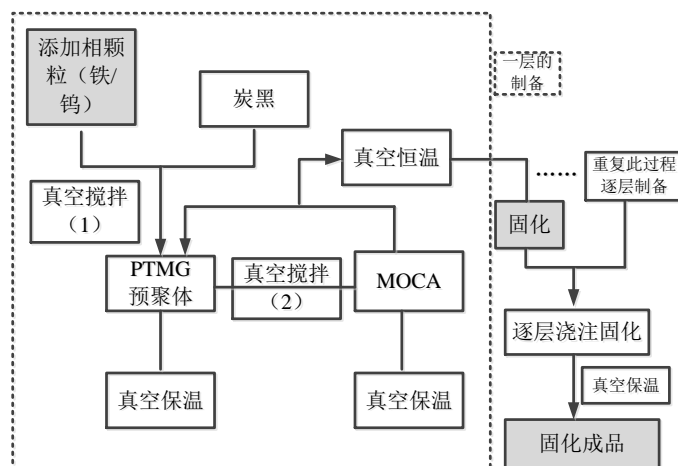 添加相颗
粒（铁/
钨）
炭黑
一层的
制备
真空恒温
……
重复此过程
逐层制备
真空搅拌
（1）
固化
PTMG
预聚体
真空搅拌
（2）
MOCA
逐层浇注固化
真空保温
真空保温
真空保温
固化成品